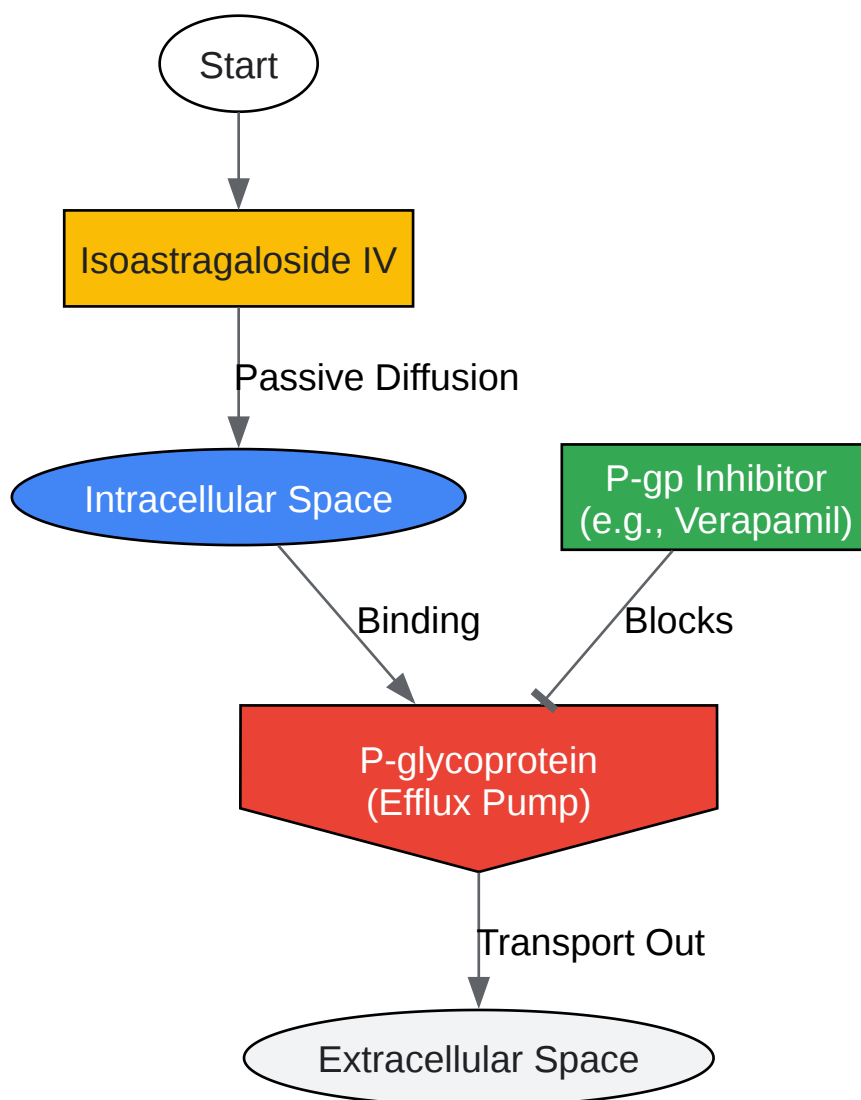 Start
Isoastragaloside IV
Passive Diffusion
Intracellular Space
P-gp Inhibitor
(e.g., Verapamil)
Binding
Blocks
P-glycoprotein
(Efflux Pump)
Transport Out
Extracellular Space